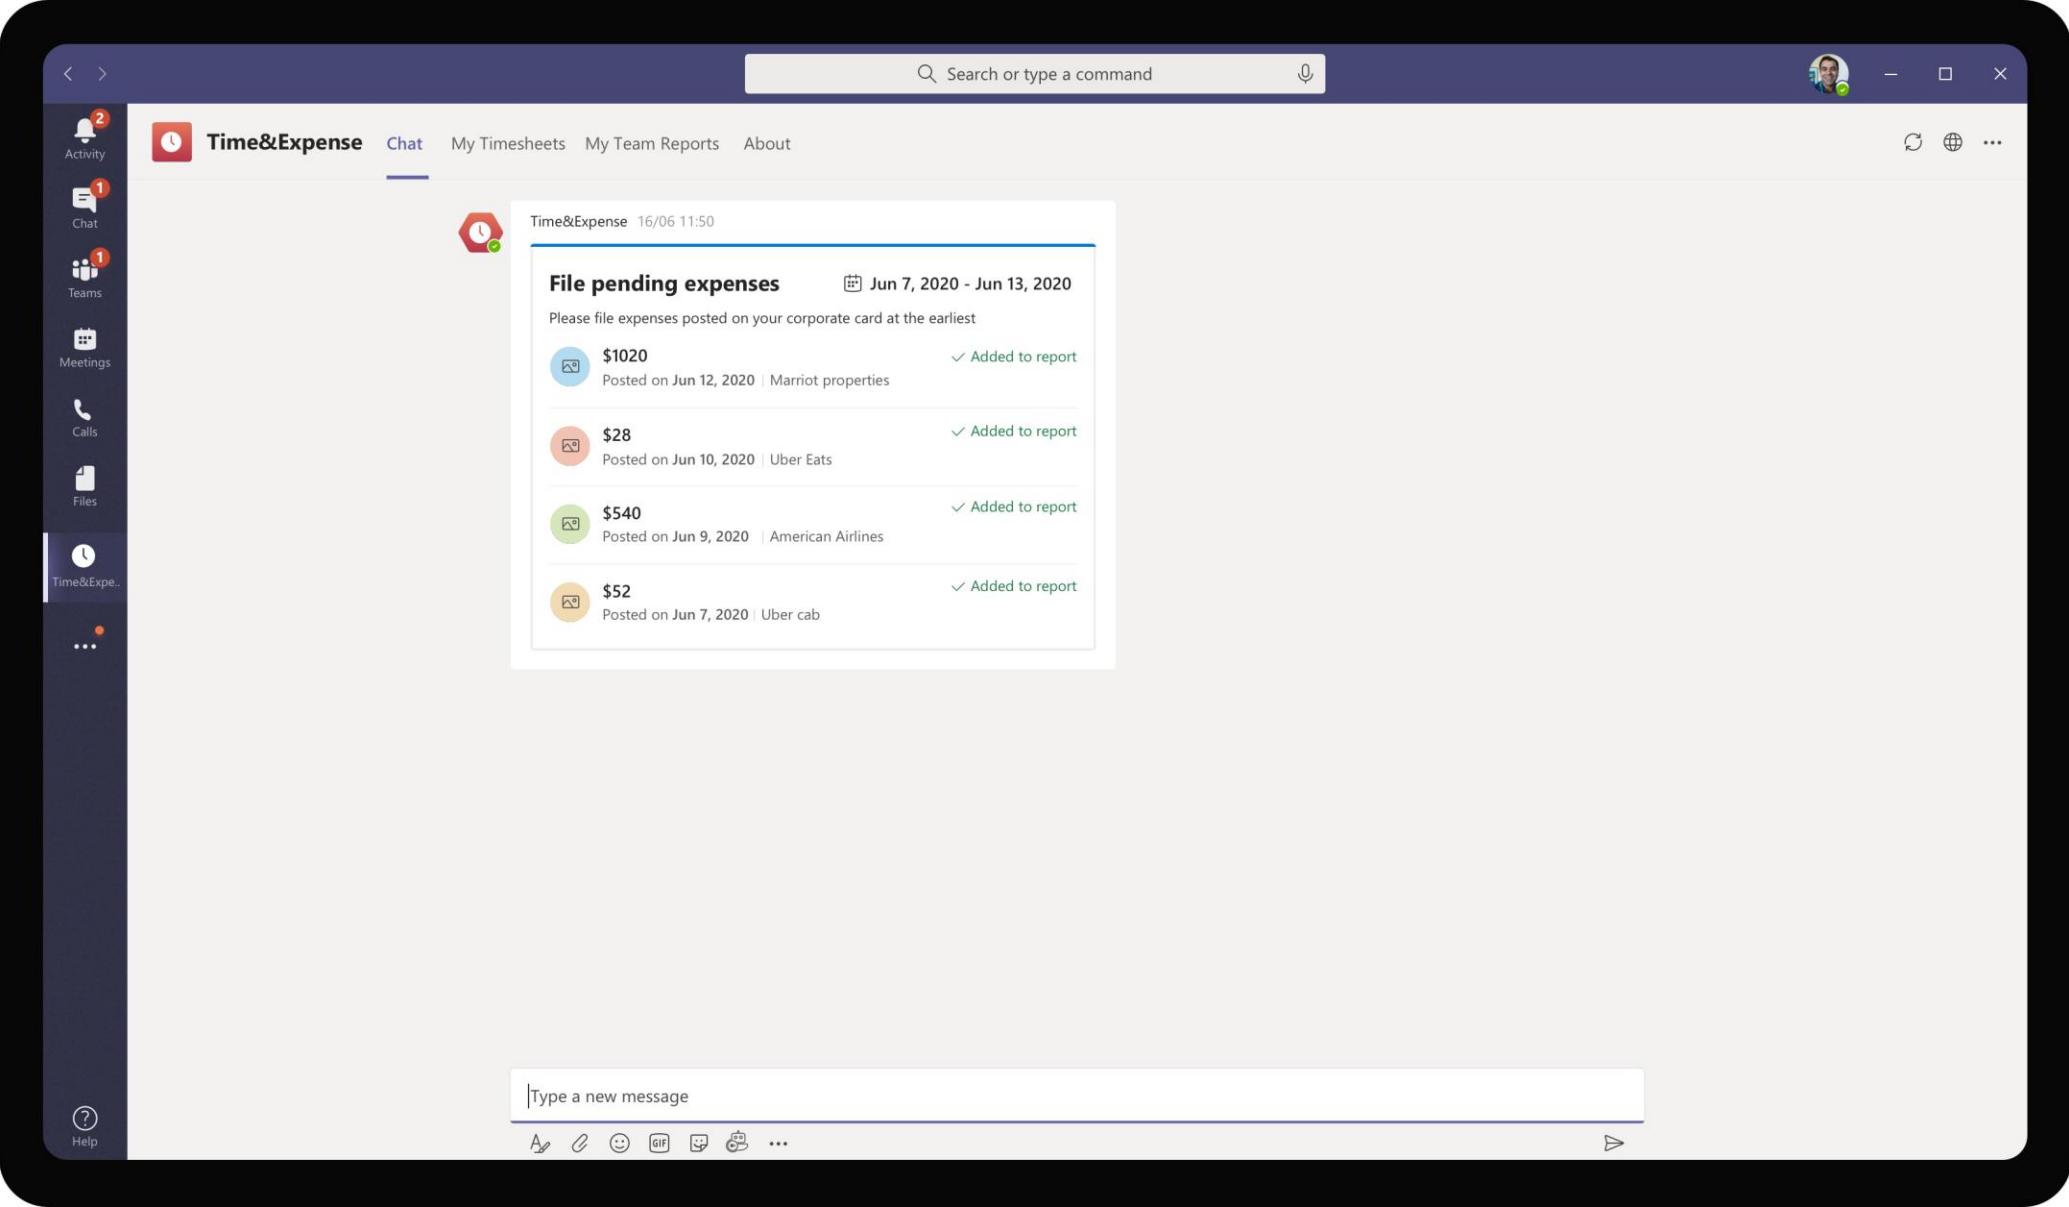 Search or type a command
2
Activity
1
Chat
1
Teams
Meetings
Calls
Files
Time&Expe..
Help
Time&Expense Chat My Timesheets My Team Reports About
Time&Expense 16/06 11:50
File pending expenses Jun 7, 2020 - Jun 13, 2020
Please file expenses posted on your corporate card at the earliest
$1020 Added to report
Posted on Jun 12, 2020 | Marriot properties
$28 Added to report
Posted on Jun 10, 2020 | Uber Eats
$540 Added to report
Posted on Jun 9, 2020 | American Airlines
$52 Added to report
Posted on Jun 7, 2020 | Uber cab
Type a new message
GIF